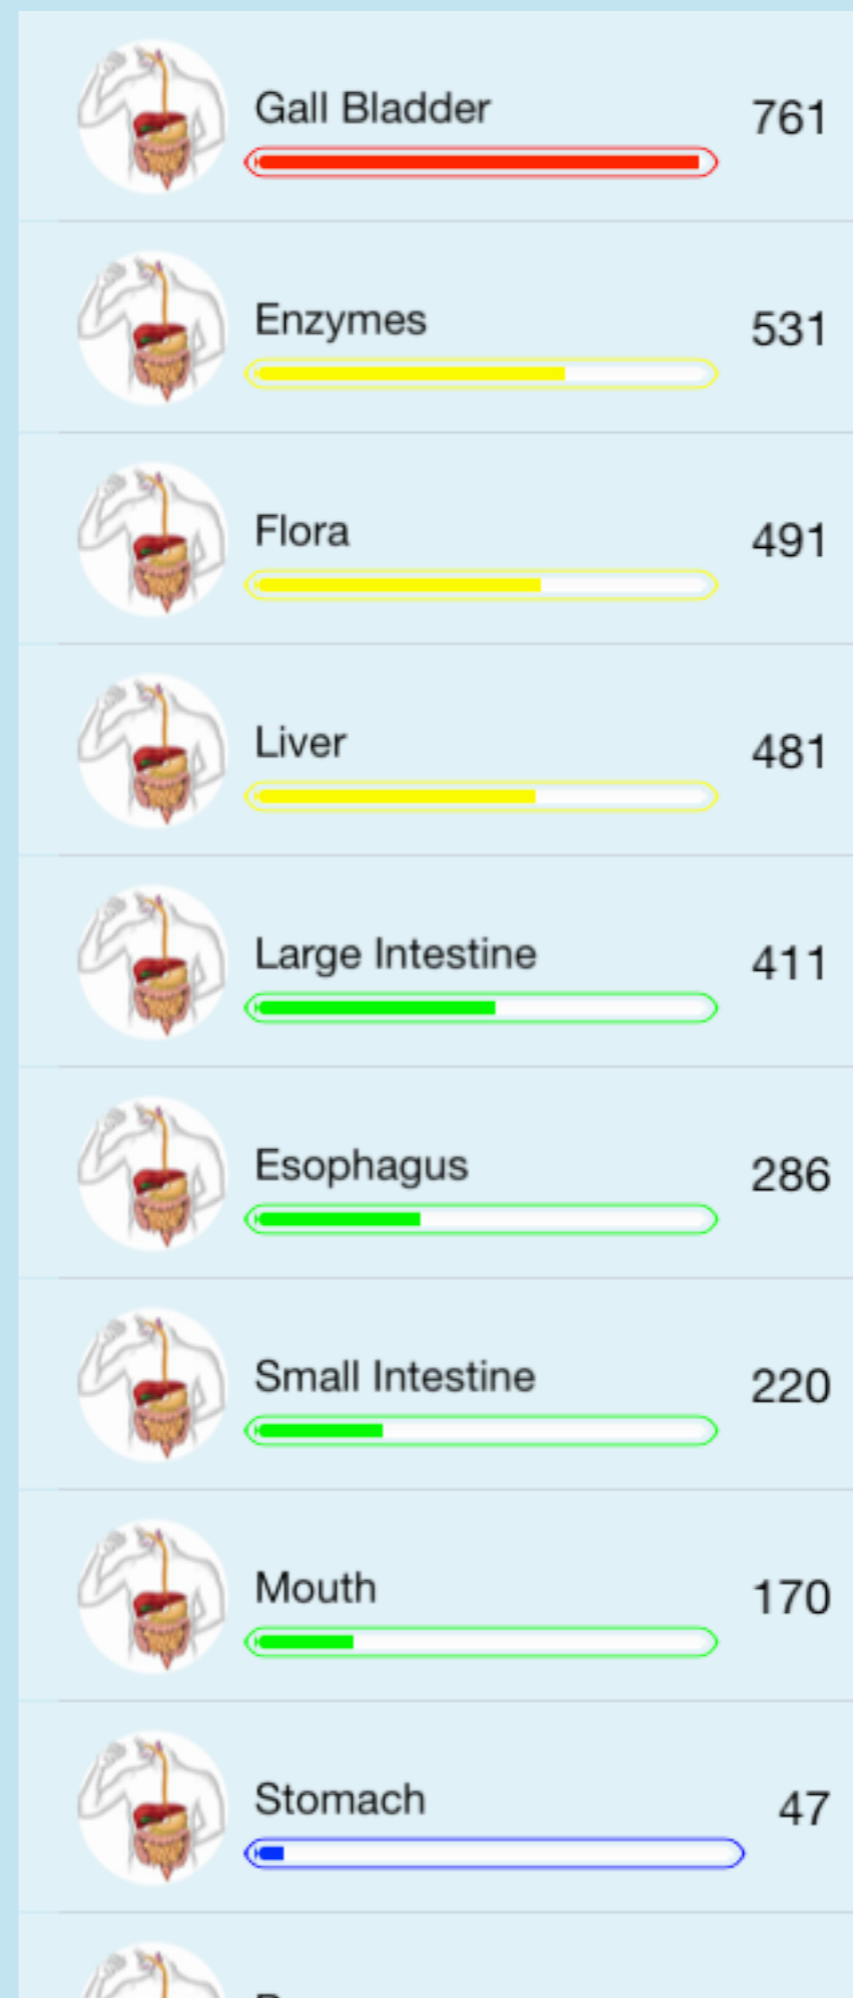 Gall Bladder 761
Enzymes 531
Flora 491
Liver 481
Large Intestine 411
Esophagus 286
Small Intestine 220
Mouth 170
Stomach 47